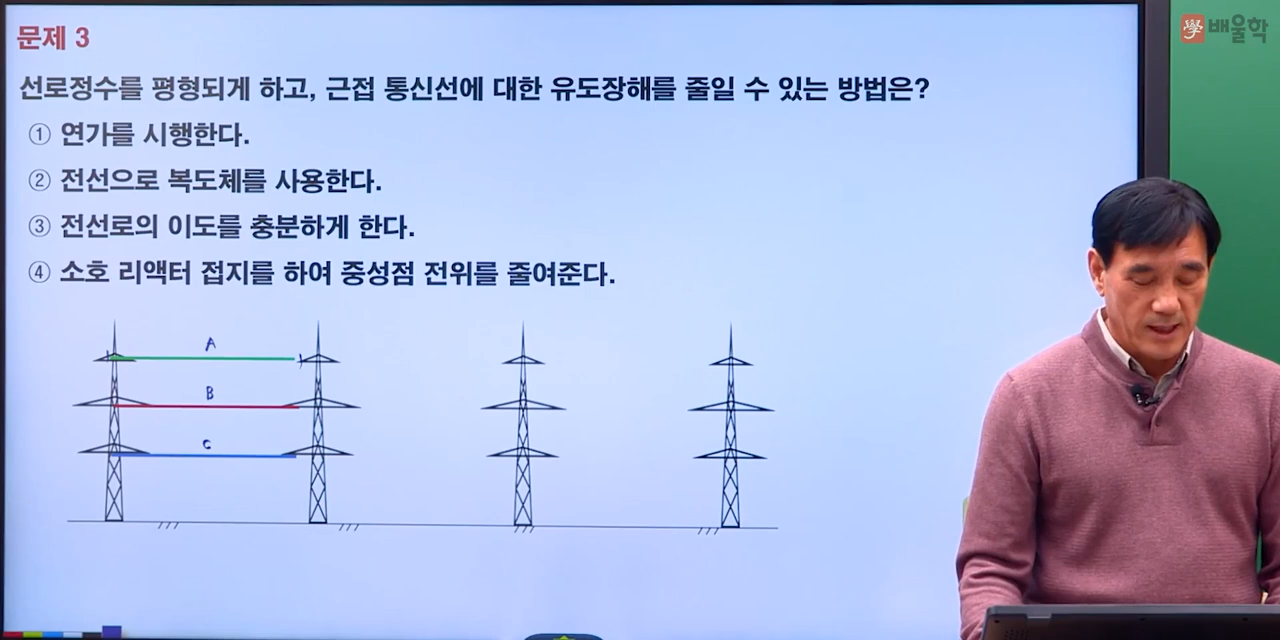 문제 3
學 배울학
선로정수를 평형되게 하고, 근접 통신선에 대한 유도장해를 줄일 수 있는 방법은?
① 연가를 시행한다.
② 전선으로 복도체를 사용한다.
③ 전선로의 이도를 충분하게 한다.
④ 소호 리액터 접지를 하여 중성점 전위를 줄여준다.
A
B
C